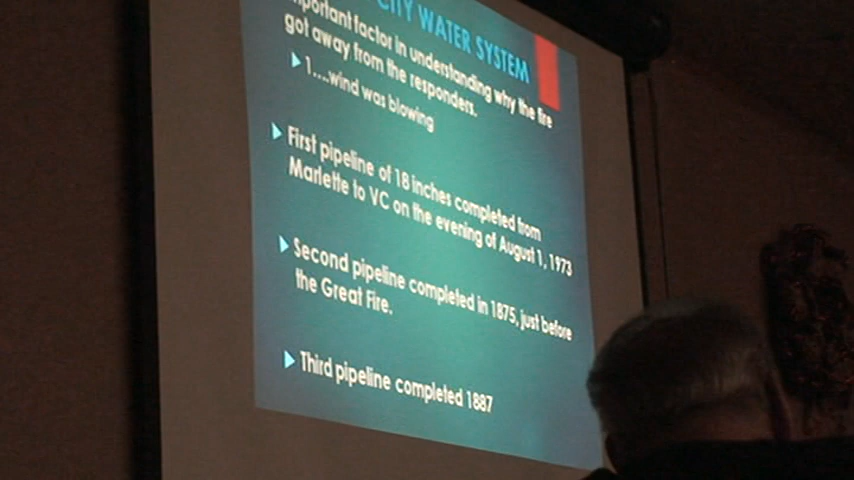 CITY WATER SYSTEM
important factor in understanding why the fire
got away from the responders.
1....wind was blowing
First pipeline of 18 inches completed from
Marlette to VC on the evening of August 1, 1973
Second pipeline completed in 1875, just before
the Great Fire.
Third pipeline completed 1887